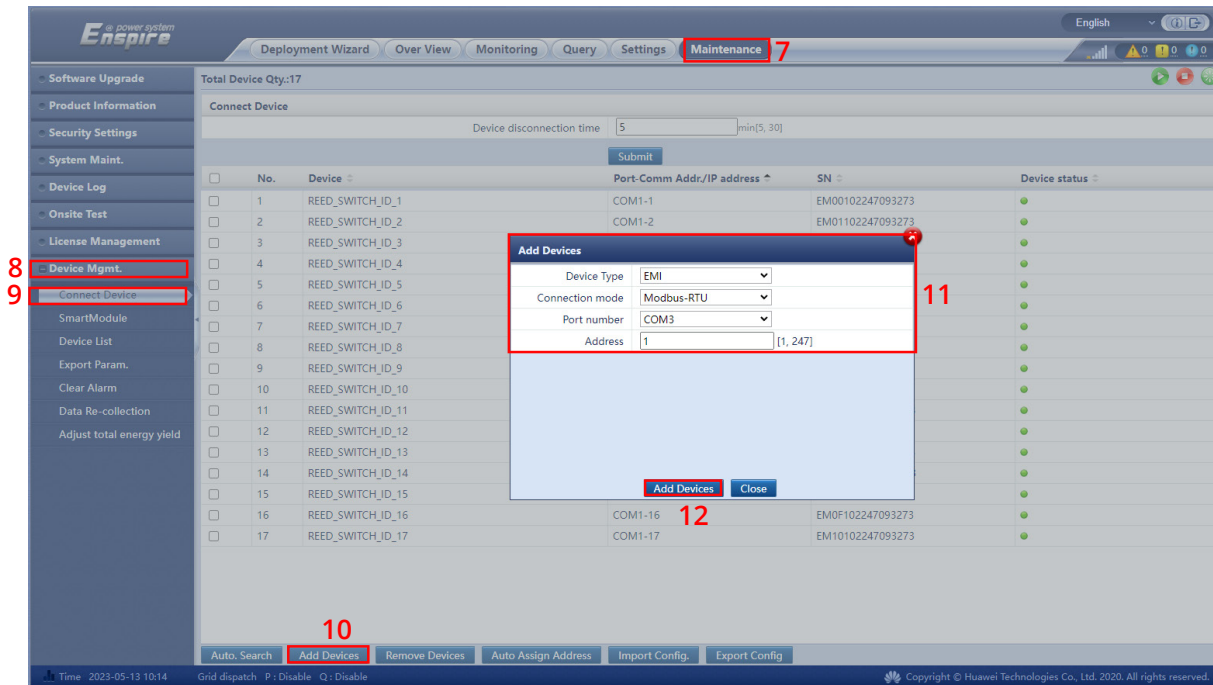 @ power system
Enspire
English
Deployment Wizard Over View Monitoring Query Settings Maintenance 7
0 0 0
Software Upgrade
Product Information
Security Settings
System Maint.
Device Log
Onsite Test
License Management
8 Device Mgmt.
9 Connect Device
SmartModule
Device List
Export Param.
Clear Alarm
Data Re-collection
Adjust total energy yield
Total Device Qty.:17
Connect Device
Device disconnection time 5 min[5, 30]
Submit
No. Device Port-Comm Addr./IP address SN Device status
1 REED_SWITCH_ID_1 COM1-1 EM00102247093273
2 REED_SWITCH_ID_2 COM1-2 EM01102247093273
3 REED_SWITCH_ID_3
4 REED_SWITCH_ID_4
5 REED_SWITCH_ID_5
6 REED_SWITCH_ID_6
7 REED_SWITCH_ID_7
8 REED_SWITCH_ID_8
9 REED_SWITCH_ID_9
10 REED_SWITCH_ID_10
11 REED_SWITCH_ID_11
12 REED_SWITCH_ID_12
13 REED_SWITCH_ID_13
14 REED_SWITCH_ID_14
15 REED_SWITCH_ID_15
16 REED_SWITCH_ID_16 COM1-16 EM0F102247093273
17 REED_SWITCH_ID_17 COM1-17 EM10102247093273
Add Devices
Device Type EMI
Connection mode Modbus-RTU
Port number COM3
Address 1 [1, 247]
11
Add Devices Close
12
10
Auto. Search Add Devices Remove Devices Auto Assign Address Import Config. Export Config
Time 2023-05-13 10:14 Grid dispatch P : Disable Q : Disable Copyright © Huawei Technologies Co., Ltd. 2020. All rights reserved.